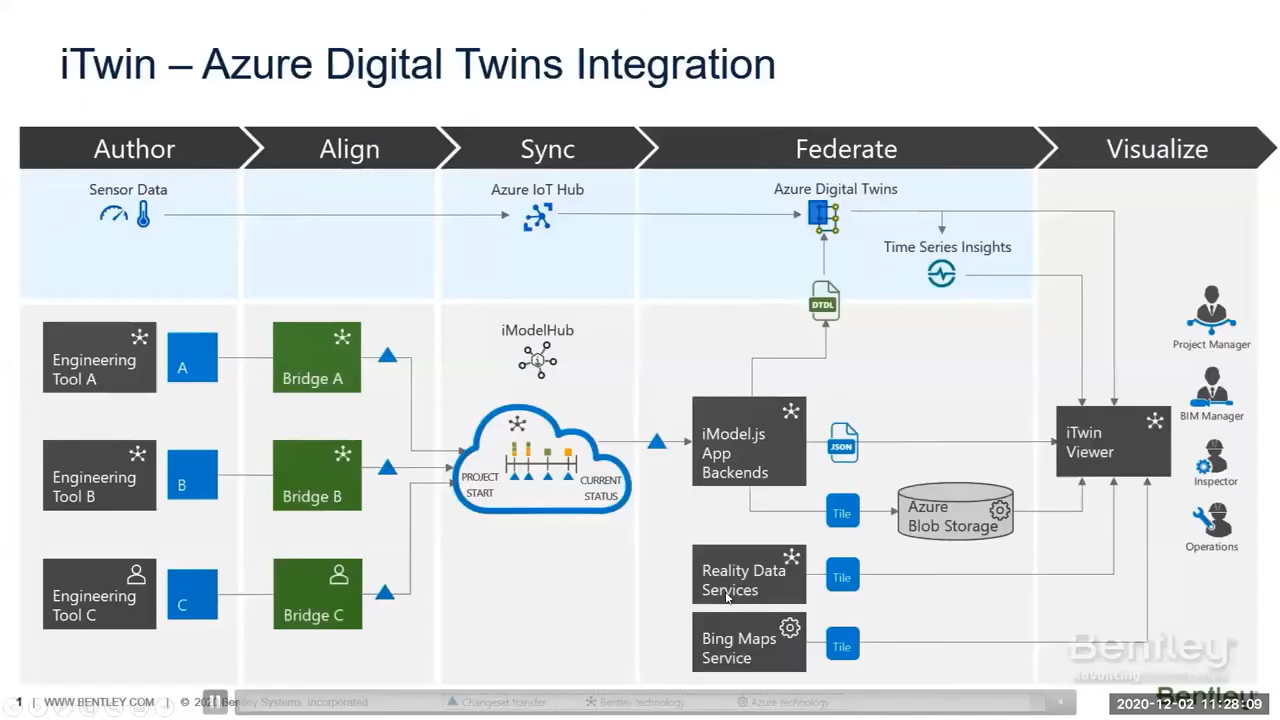 iTwin – Azure Digital Twins Integration
Author
Align
Sync
Federate
Visualize
Sensor Data
Azure IoT Hub
Azure Digital Twins
Time Series Insights
DTDL
iModelHub
Engineering
Tool A
A
Bridge A
Engineering
Tool B
B
Bridge B
Engineering
Tool C
C
Bridge C
PROJECT
START
CURRENT
STATUS
iModel.js
App
Backends
JSON
Tile
Azure
Blob Storage
Reality Data
Services
Tile
Bing Maps
Service
Tile
iTwin
Viewer
Project Manager
BIM Manager
Inspector
Operations
Bentley
Advancing
1 | WWW.BENTLEY.COM | © Bentley Systems, Incorporated
Changeset transfer
Bentley technology
Azure technology
Bentley
2020-12-02 11:28:09